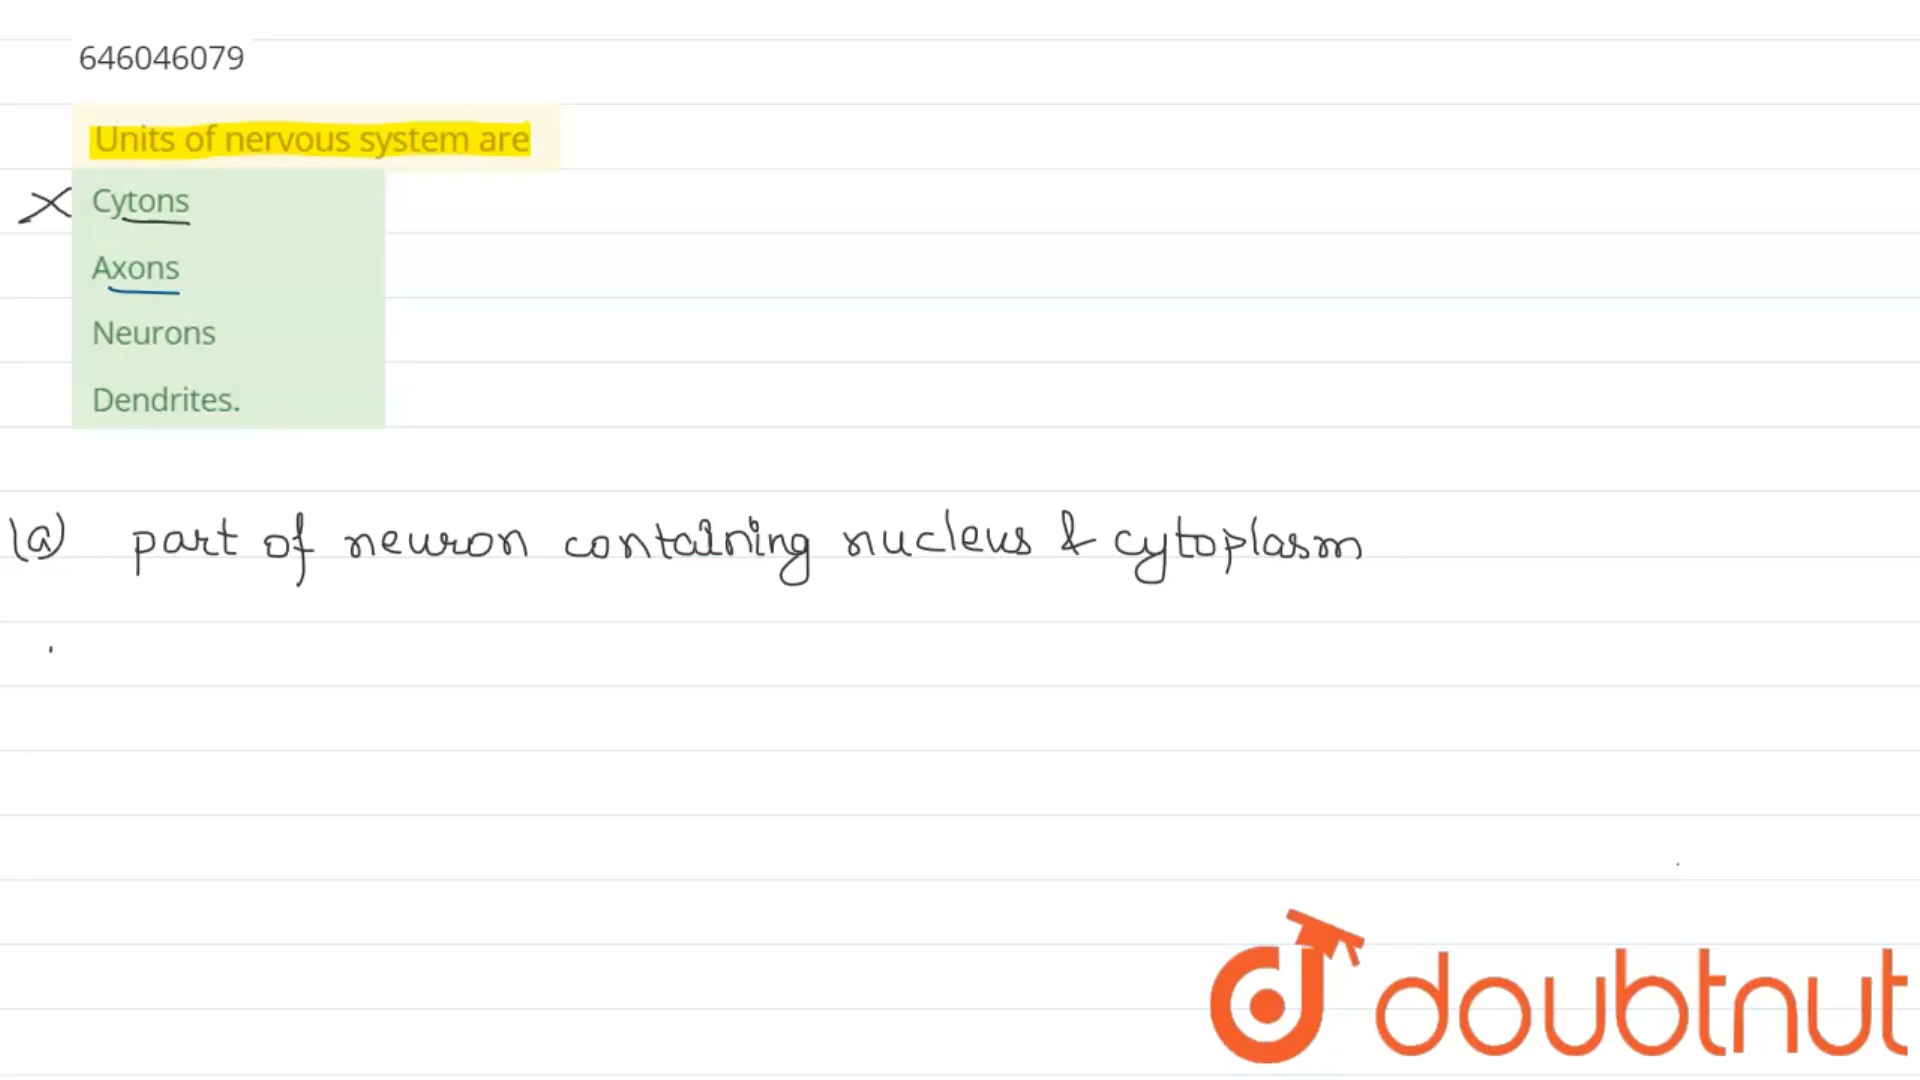 646046079
Units of nervous system are
Cytons
Axons
Neurons
Dendrites.
(a) part of neuron containing nucleus & cytoplasm
doubtnut